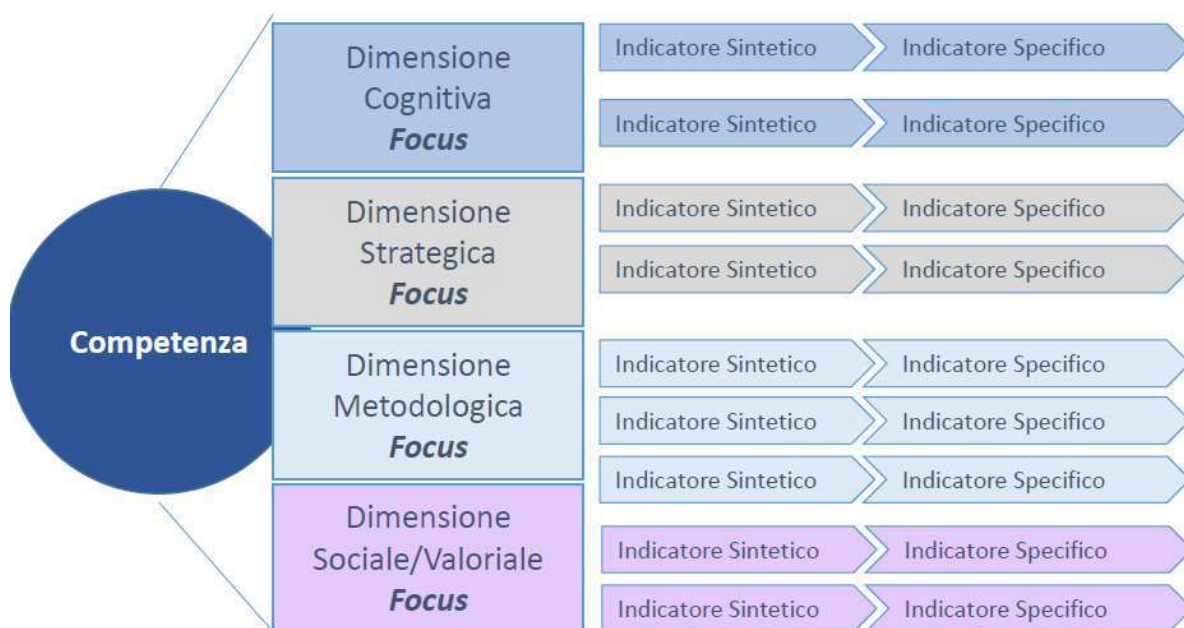 Competenza
Dimensione
Cognitiva
Focus
Indicatore Sintetico
Indicatore Specifico
Indicatore Sintetico
Indicatore Specifico
Dimensione
Strategica
Focus
Indicatore Sintetico
Indicatore Specifico
Indicatore Sintetico
Indicatore Specifico
Dimensione
Metodologica
Focus
Indicatore Sintetico
Indicatore Specifico
Indicatore Sintetico
Indicatore Specifico
Indicatore Sintetico
Indicatore Specifico
Dimensione
Sociale/Valoriale
Focus
Indicatore Sintetico
Indicatore Specifico
Indicatore Sintetico
Indicatore Specifico